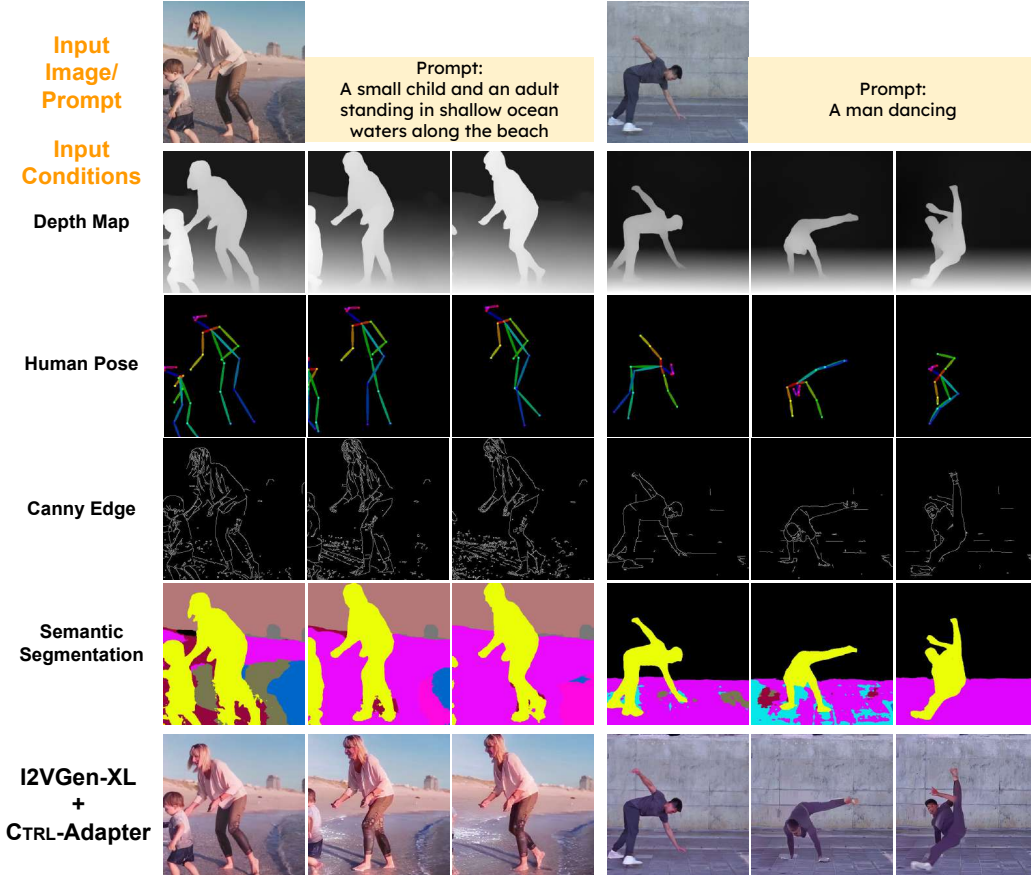 Input
Image/
Prompt
Prompt:
A small child and an adult
standing in shallow ocean
waters along the beach
Prompt:
A man dancing
Input
Conditions
Depth Map
Human Pose
Canny Edge
Semantic
Segmentation
I2VGen-XL
+
CTRL-Adapter